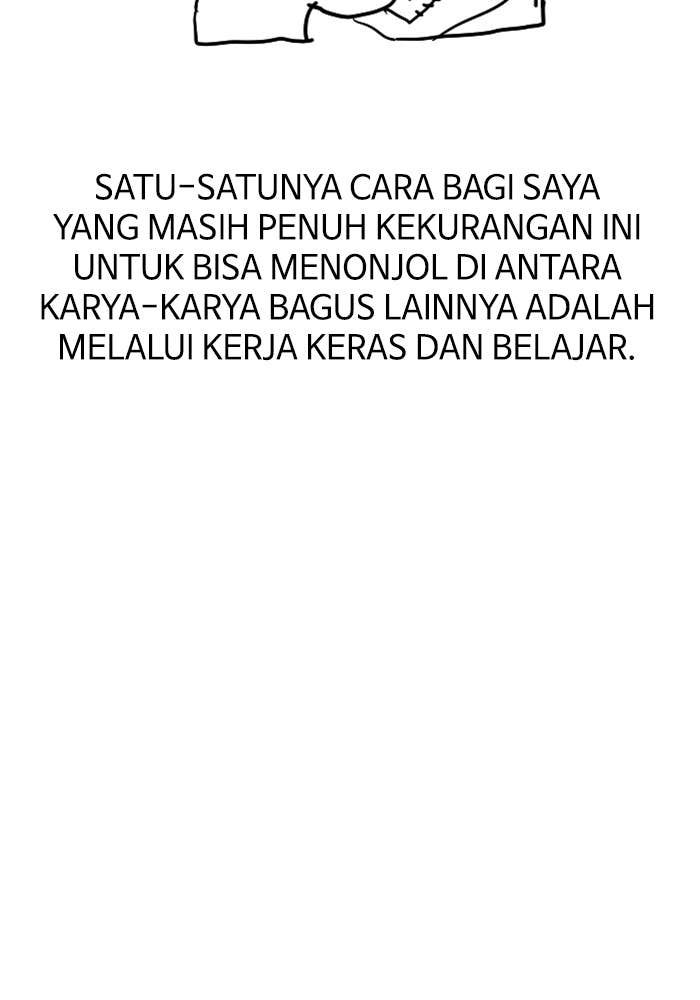 SATU-SATUNYA CARA BAGI SAYA
YANG MASIH PENUH KEKURANGAN INI
UNTUK BISA MENONJOL DI ANTARA
KARYA-KARYA BAGUS LAINNYA ADALAH
MELALUI KERJA KERAS DAN BELAJAR.